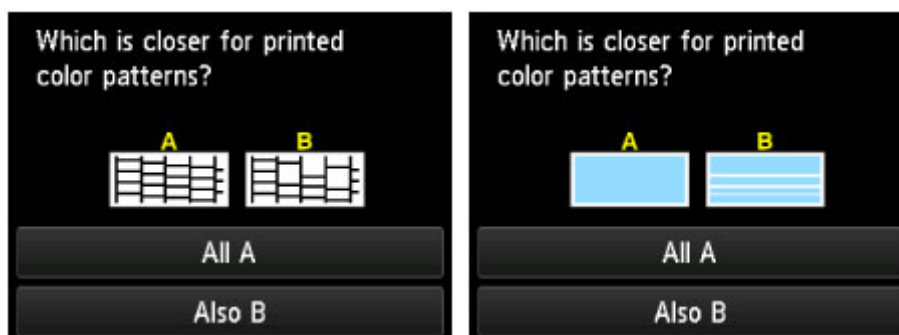 Which is closer for printed
color patterns?
A B
All A
Also B
Which is closer for printed
color patterns?
A B
All A
Also B